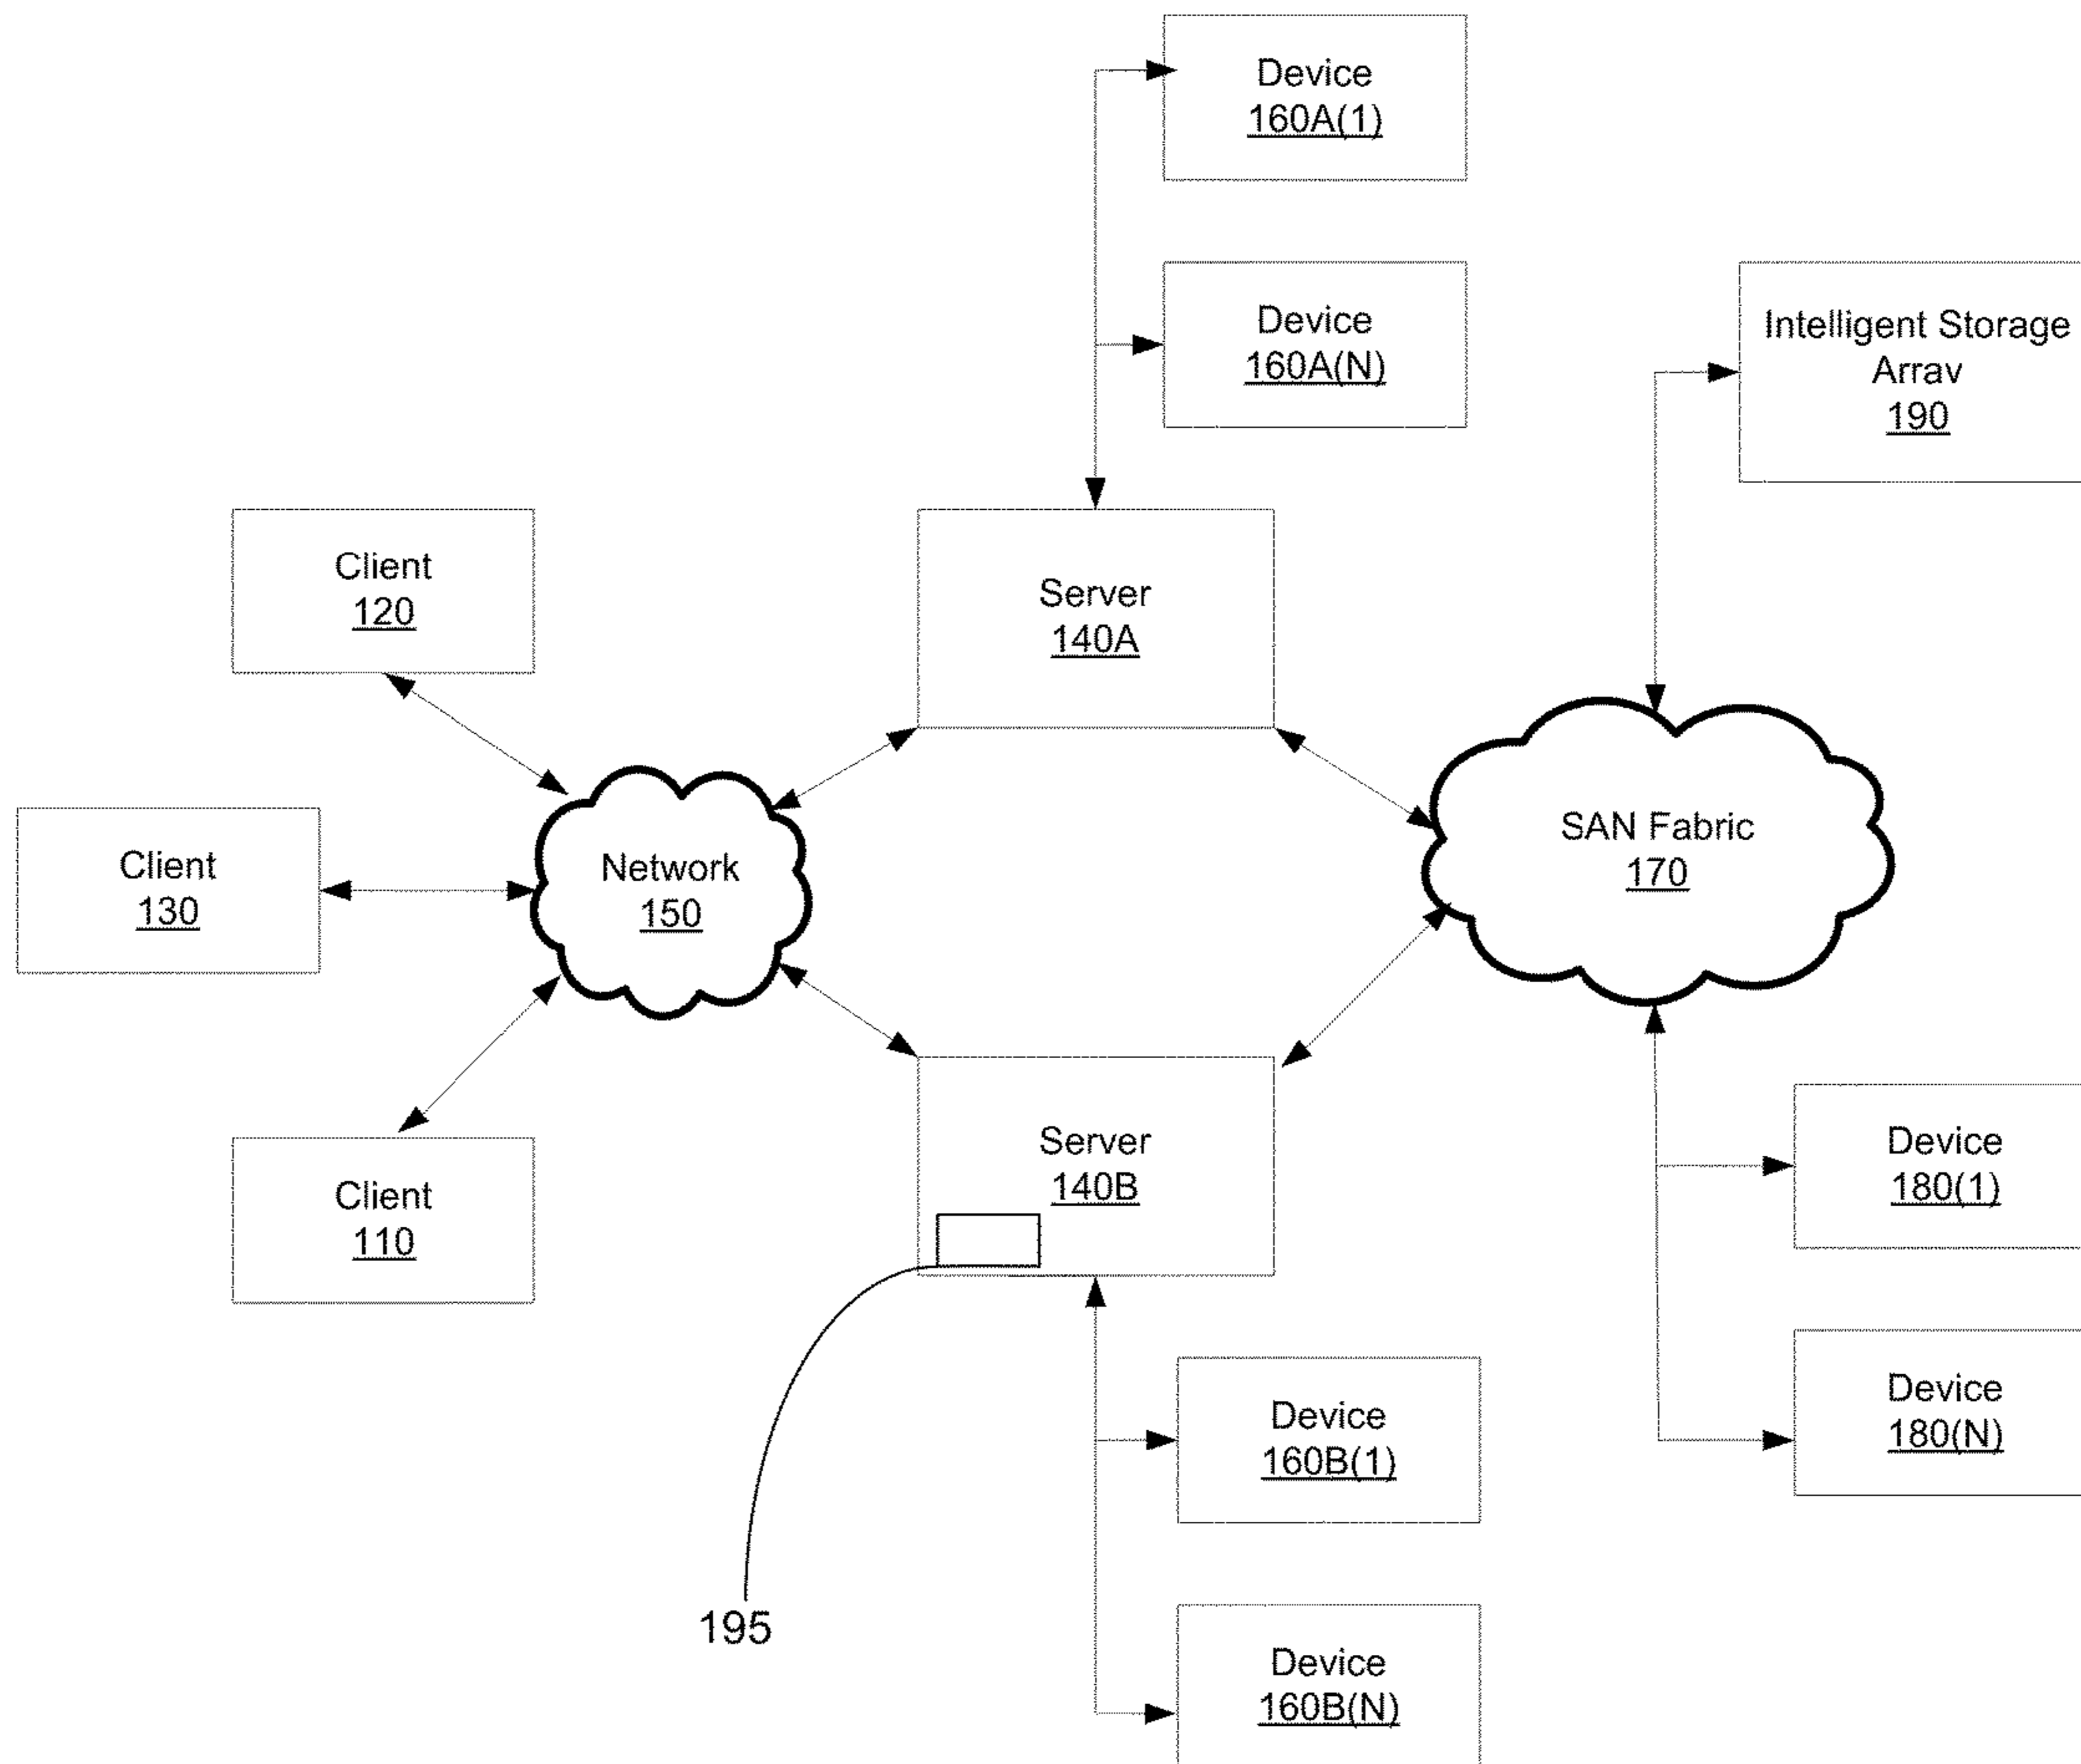 Device
160A(1)
Device
160A(N)
Intelligent Storage
Arrav
190
Client
120
Server
140A
Client
130
Network
150
SAN Fabric
170
Client
110
Server
140B
Device
180(1)
Device
180(N)
Device
160B(1)
Device
160B(N)
195